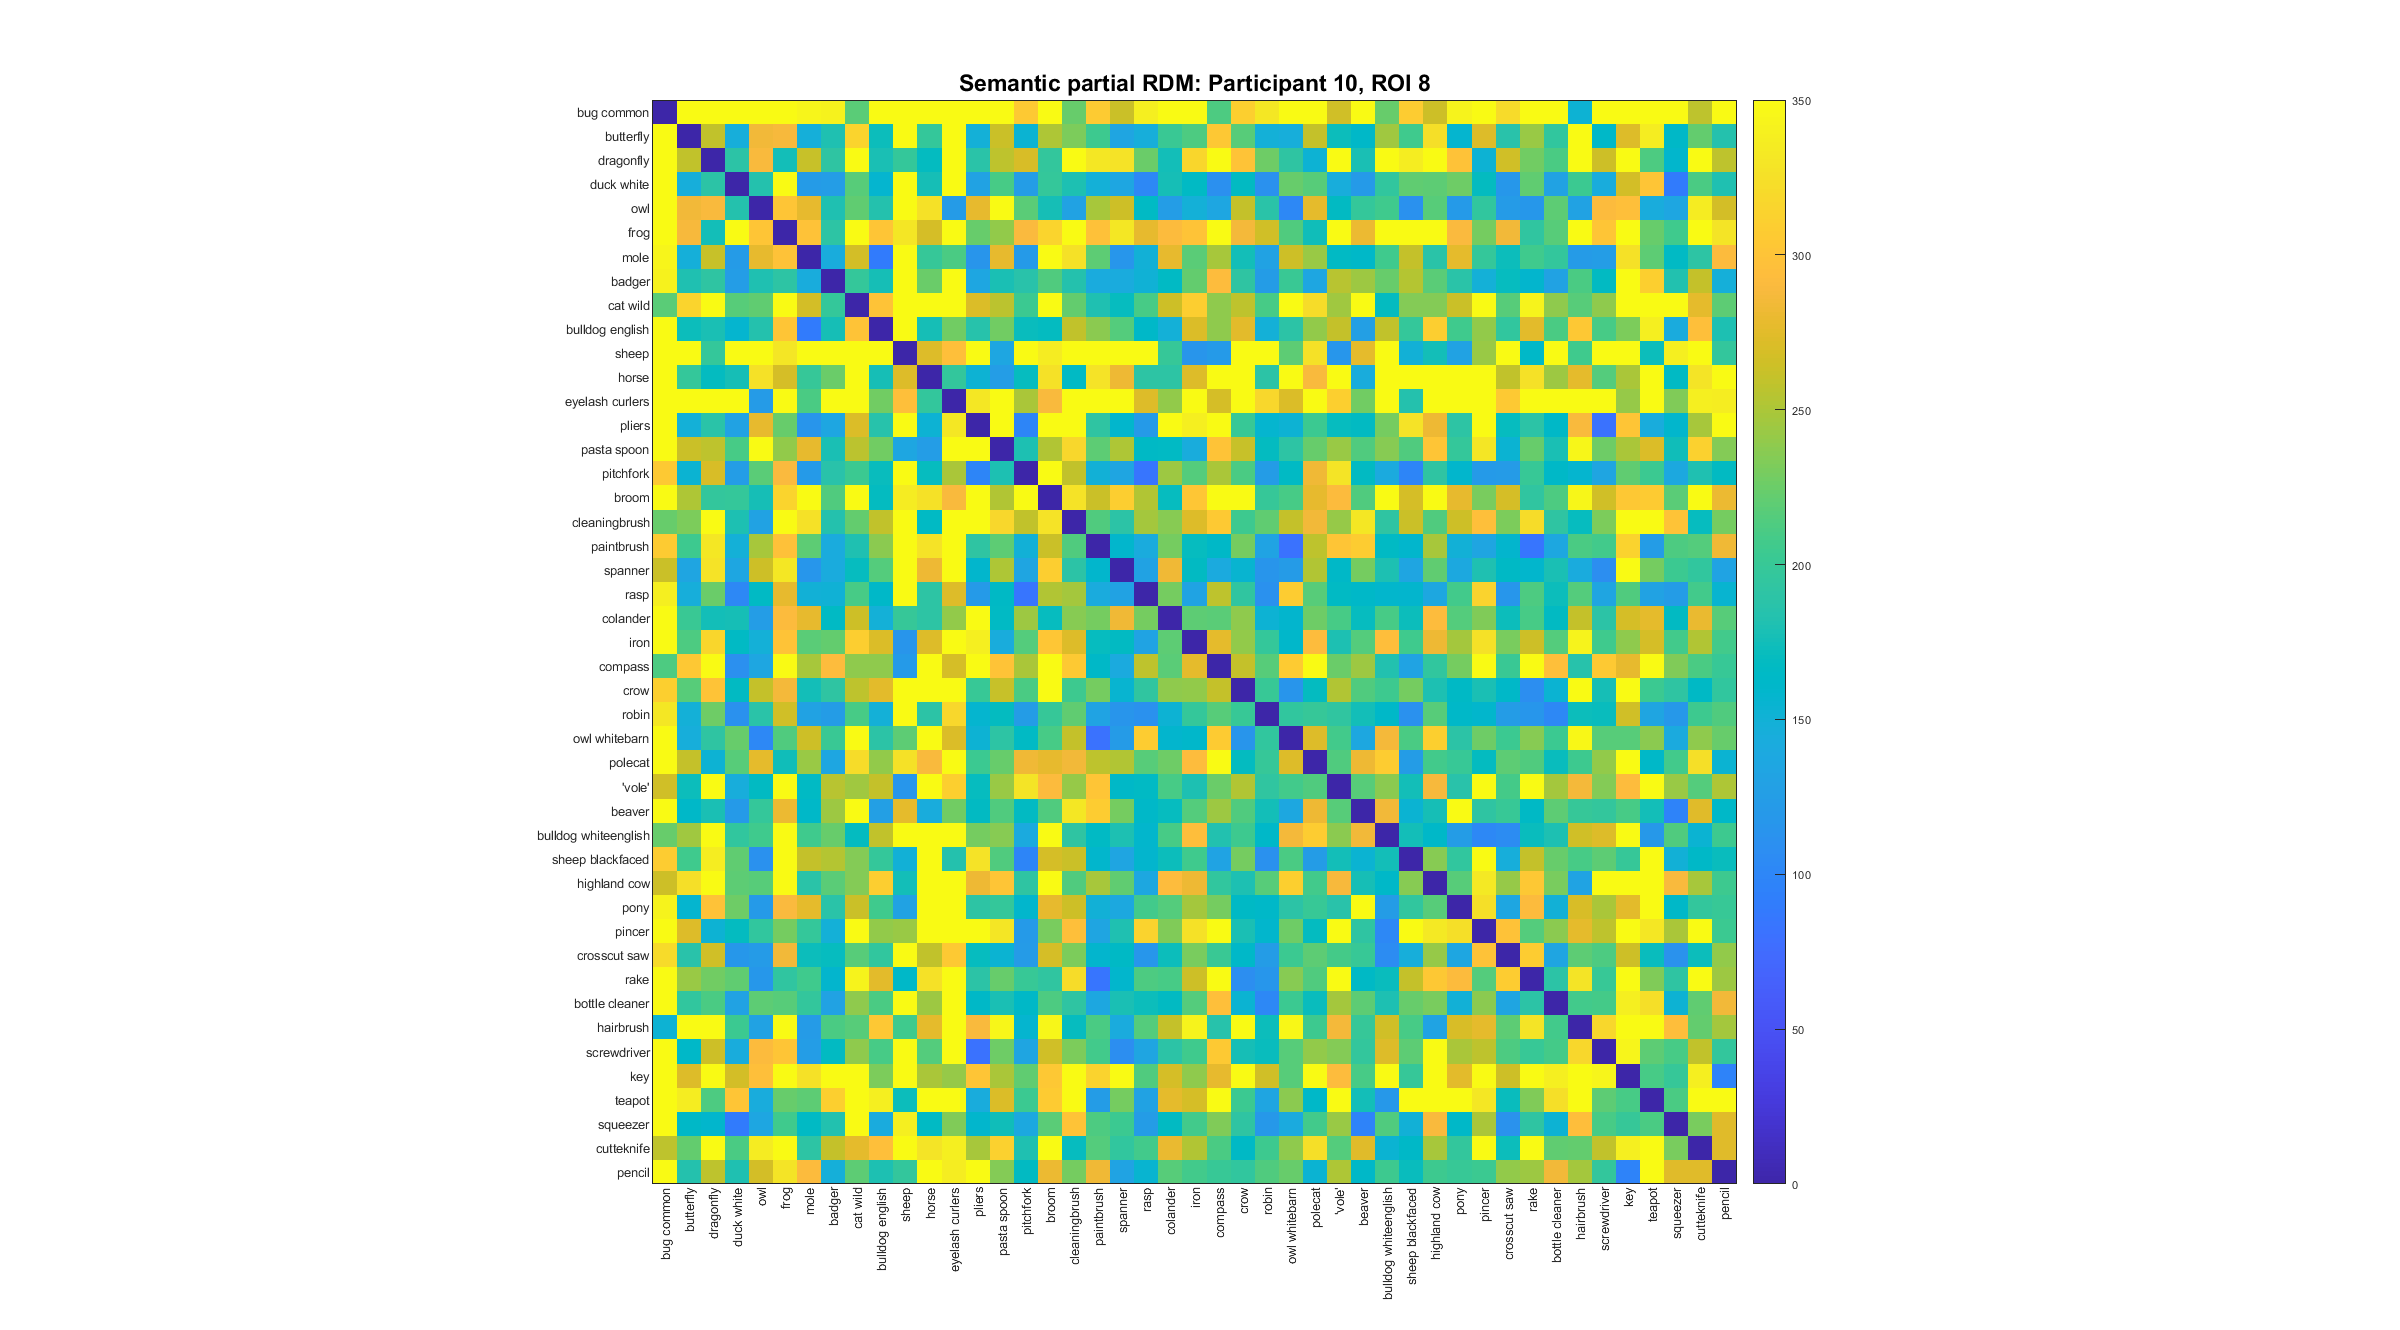 Semantic partial RDM: Participant 10, ROI 8
bug common
butterfly
dragonfly
duck white
owl
frog
mole
badger
cat wild
bulldog english
sheep
horse
eyelash curlers
pliers
pasta spoon
pitchfork
broom
cleaningbrush
paintbrush
spanner
rasp
colander
iron
compass
crow
robin
owl whitebarn
polecat
'vole'
beaver
bulldog whiteenglish
sheep blackfaced
highland cow
pony
pincer
crosscut saw
rake
bottle cleaner
hairbrush
screwdriver
key
teapot
squeezer
cutteknife
pencil
bug common
butterfly
dragonfly
duck white
owl
frog
mole
badger
cat wild
bulldog english
sheep
horse
eyelash curlers
pliers
pasta spoon
pitchfork
broom
cleaningbrush
paintbrush
spanner
rasp
colander
iron
compass
crow
robin
owl whitebarn
polecat
'vole'
beaver
bulldog whiteenglish
sheep blackfaced
highland cow
pony
pincer
crosscut saw
rake
bottle cleaner
hairbrush
screwdriver
key
teapot
squeezer
cutteknife
pencil
350
300
250
200
150
100
50
0